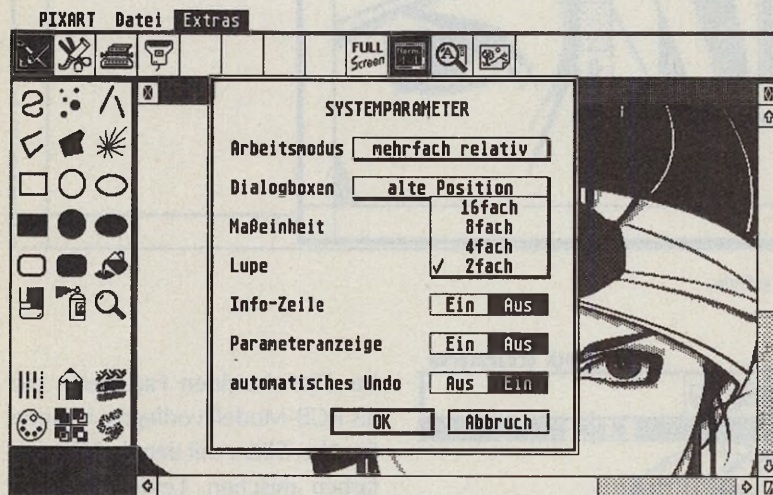 PIXART Datei Extras
FULL Screen
SYSTEMPARAMETER
Arbeitsmodus mehrfach relativ
Dialogboxen alte Position
16fach
Maßeinheit 8fach
4fach
Lupe ✓ 2fach
Info-Zeile Ein Aus
Parameteranzeige Ein Aus
automatisches Undo Aus Ein
OK Abbruch